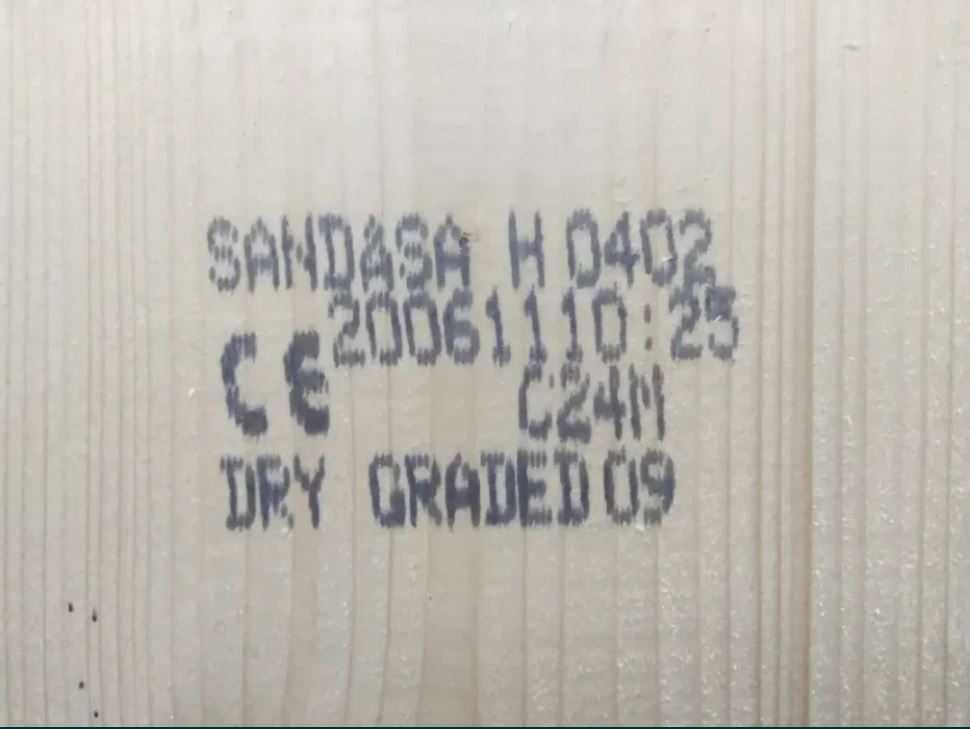 SANDASA H 0402
20061110:25
CE C24M
DRY GRADED 09